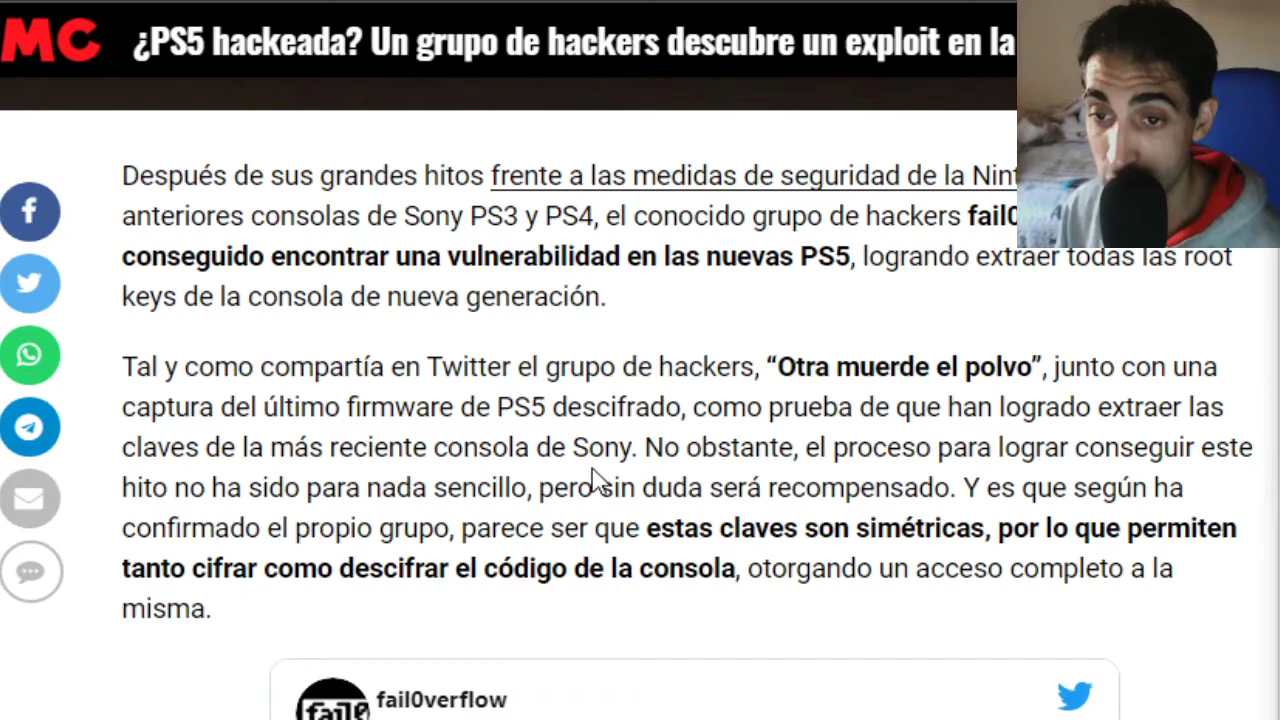 MC ¿PS5 hackeada? Un grupo de hackers descubre un exploit en la
Después de sus grandes hitos frente a las medidas de seguridad de la
anteriores consolas de Sony PS3 y PS4, el conocido grupo de hackers
conseguido encontrar una vulnerabilidad en las nuevas PS5, logrando extraer todas las root
keys de la consola de nueva generación.
Tal y como compartía en Twitter el grupo de hackers, “Otra muerde el polvo”, junto con una
captura del último firmware de PS5 descifrado, como prueba de que han logrado extraer las
claves de la más reciente consola de Sony. No obstante, el proceso para lograr conseguir este
hito no ha sido para nada sencillo, pero sin duda será recompensado. Y es que según ha
confirmado el propio grupo, parece ser que estas claves son simétricas, por lo que permiten
tanto cifrar como descifrar el código de la consola, otorgando un acceso completo a la
misma.
fail0verflow